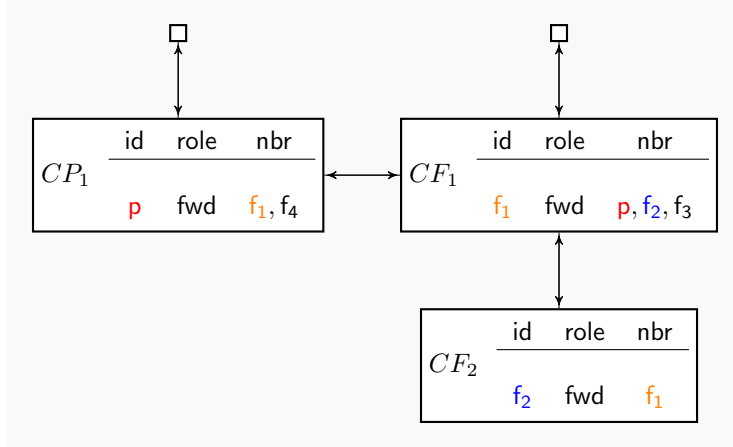 id role nbr
CP₁
p fwd f₁, f₄
id role nbr
CF₁
f₁ fwd p, f₂, f₃
id role nbr
CF₂
f₂ fwd f₁